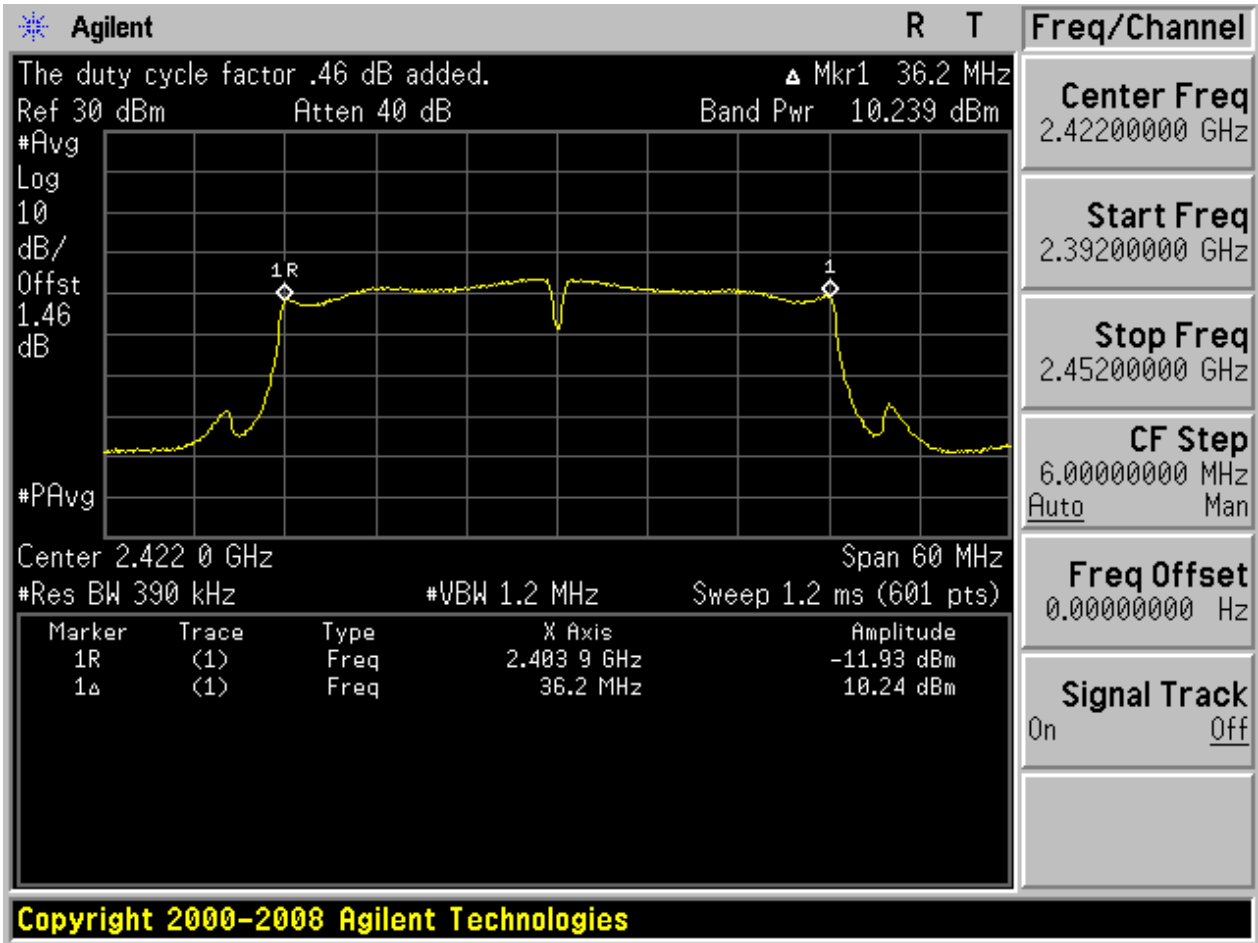 Agilent R T
Freq/Channel
The duty cycle factor .46 dB added. ▵ Mkr1 36.2 MHz
Ref 30 dBm Atten 40 dB Band Pwr 10.239 dBm
#Avg
Log
10
dB/
Offst
1.46
dB
#PAvg
1R
1
Center 2.422 0 GHz Span 60 MHz
#Res BW 390 kHz #VBW 1.2 MHz Sweep 1.2 ms (601 pts)
Marker Trace Type X Axis Amplitude
1R (1) Freq 2.403 9 GHz -11.93 dBm
1▵ (1) Freq 36.2 MHz 10.24 dBm
Center Freq
2.42200000 GHz
Start Freq
2.39200000 GHz
Stop Freq
2.45200000 GHz
CF Step
6.00000000 MHz
Auto Man
Freq Offset
0.00000000 Hz
Signal Track
On Off
Copyright 2000-2008 Agilent Technologies